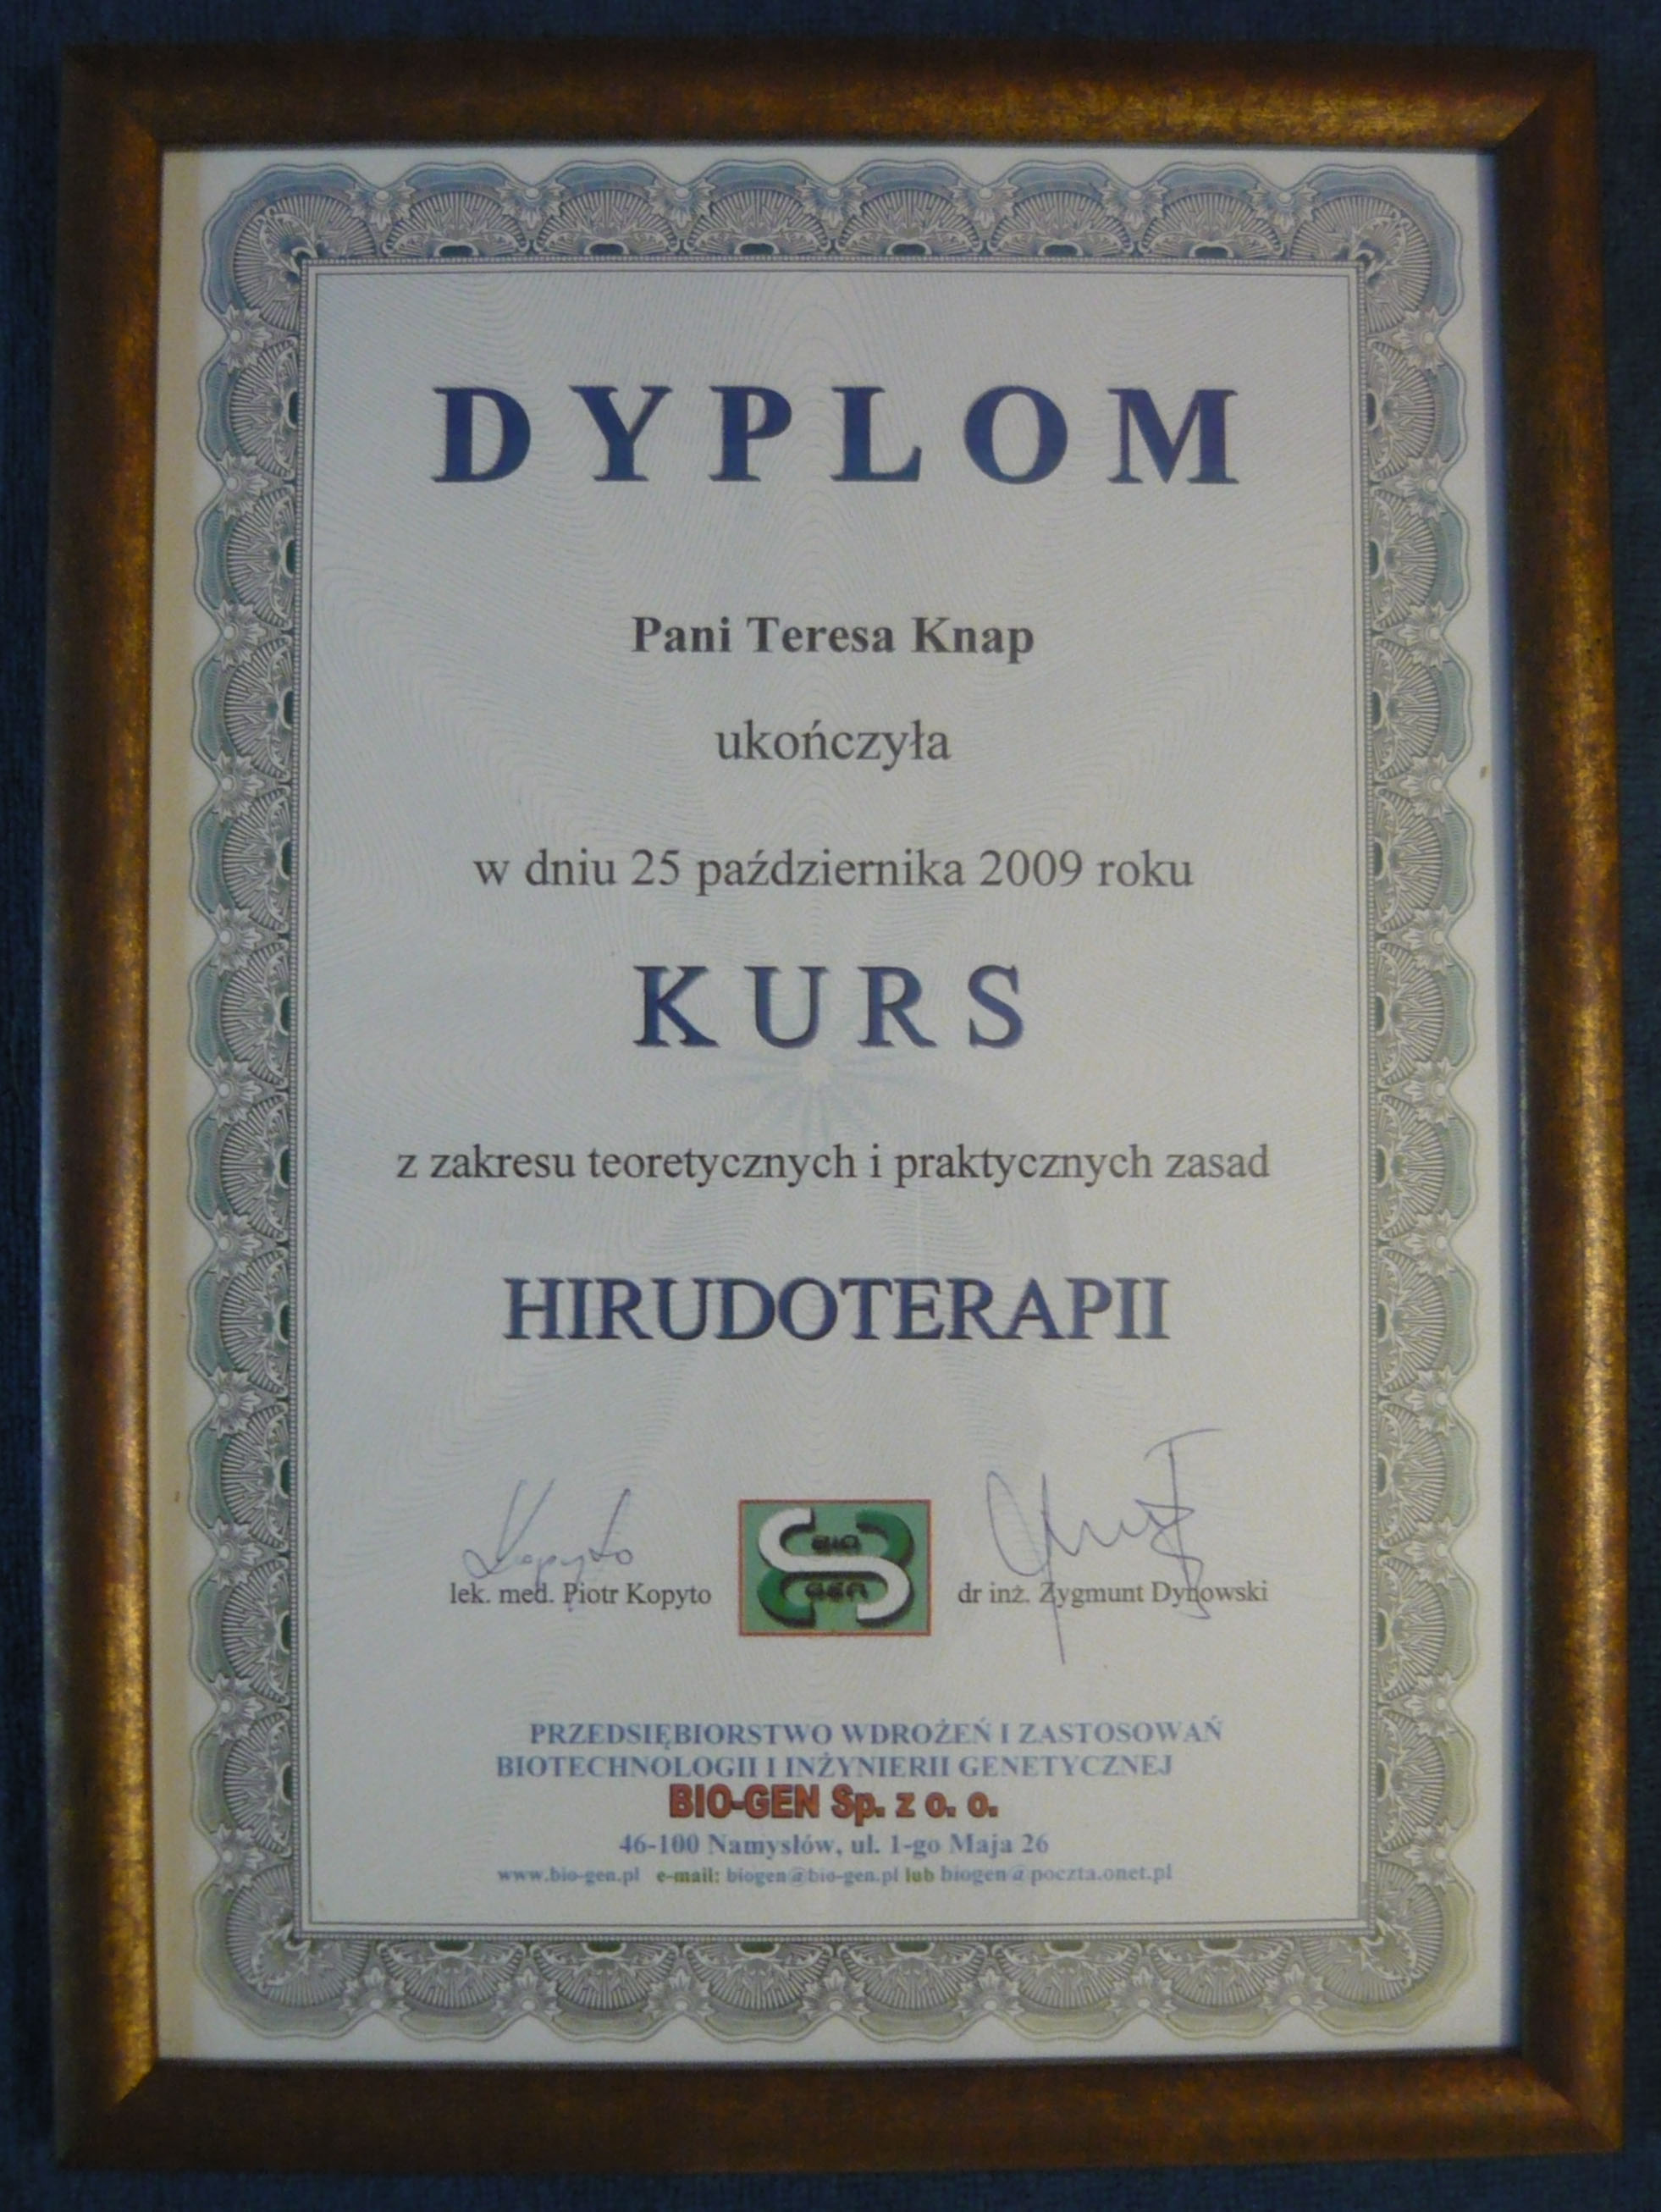 DYPLOM
Pani Teresa Knap
ukończyła
w dniu 25 października 2009 roku
KURS
z zakresu teoretycznych i praktycznych zasad
HIRUDOTERAPII
Kopyto
lek. med. Piotr Kopyto
BIO
GEN
dr inż. Zygmunt Dynowski
PRZEDSIĘBIORSTWO WDROŻEŃ I ZASTOSOWAŃ
BIOTECHNOLOGII I INŻYNIERII GENETYCZNEJ
BIO-GEN Sp. z o. o.
46-100 Namysłów, ul. 1-go Maja 26
www.bio-gen.pl e-mail: biogen@bio-gen.pl lub biogen@poczta.onet.pl